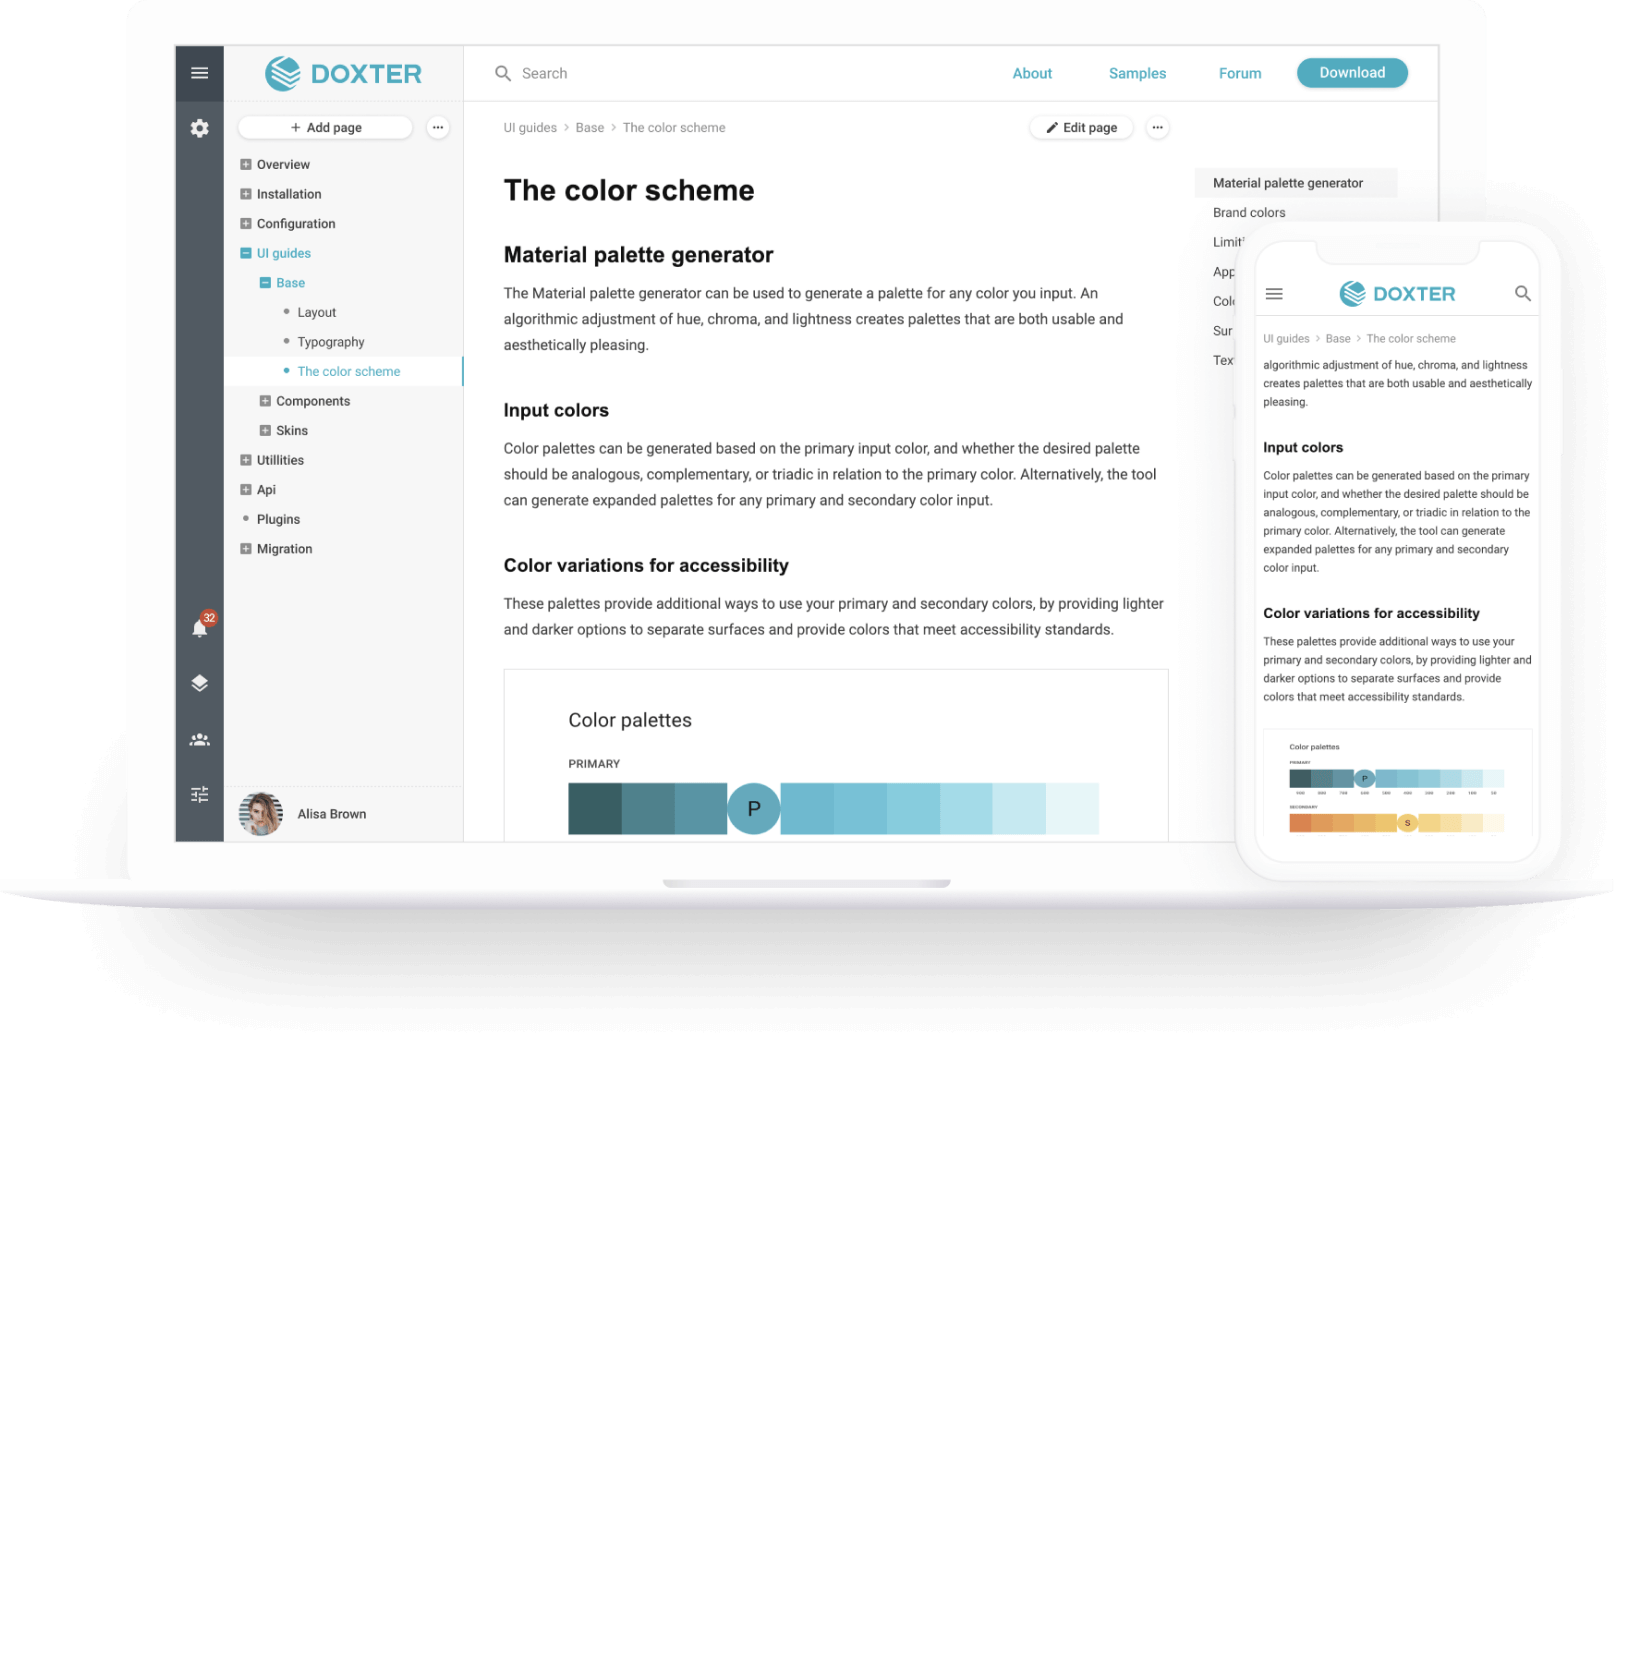 DOXTER
Search
About
Samples
Forum
Download
+ Add page
UI guides > Base > The color scheme
Edit page
Overview
Installation
Configuration
UI guides
Base
Layout
Typography
The color scheme
Components
Skins
Utillities
Api
Plugins
Migration
32
Alisa Brown
The color scheme
Material palette generator
The Material palette generator can be used to generate a palette for any color you input. An
algorithmic adjustment of hue, chroma, and lightness creates palettes that are both usable and
aesthetically pleasing.
Input colors
Color palettes can be generated based on the primary input color, and whether the desired palette
should be analogous, complementary, or triadic in relation to the primary color. Alternatively, the tool
can generate expanded palettes for any primary and secondary color input.
Color variations for accessibility
These palettes provide additional ways to use your primary and secondary colors, by providing lighter
and darker options to separate surfaces and provide colors that meet accessibility standards.
Color palettes
PRIMARY
P
Material palette generator
Brand colors
DOXTER
UI guides > Base > The color scheme
algorithmic adjustment of hue, chroma, and lightness
creates palettes that are both usable and aesthetically
pleasing.
Input colors
Color palettes can be generated based on the primary
input color, and whether the desired palette should be
analogous, complementary, or triadic in relation to the
primary color. Alternatively, the tool can generate
expanded palettes for any primary and secondary
color input.
Color variations for accessibility
These palettes provide additional ways to use your
primary and secondary colors, by providing lighter and
darker options to separate surfaces and provide
colors that meet accessibility standards.
Color palettes
PRIMARY
P
SECONDARY
S